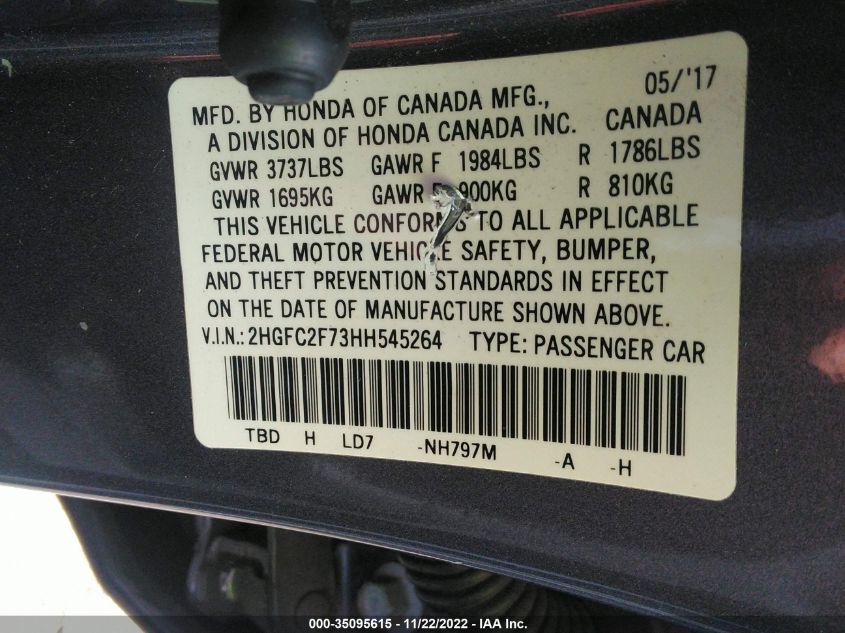 05/'17
MFD. BY HONDA OF CANADA MFG.,
A DIVISION OF HONDA CANADA INC. CANADA
GVWR 3737LBS GAWR F 1984LBS R 1786LBS
GVWR 1695KG GAWR 900KG R 810KG
THIS VEHICLE CONFORMS TO ALL APPLICABLE
FEDERAL MOTOR VEHICLE SAFETY, BUMPER,
AND THEFT PREVENTION STANDARDS IN EFFECT
ON THE DATE OF MANUFACTURE SHOWN ABOVE.
V.I.N.: 2HGFC2F73HH545264 TYPE: PASSENGER CAR
TBD H LD7 -NH797M -A -H
000-35095615 - 11/22/2022 - IAA Inc.